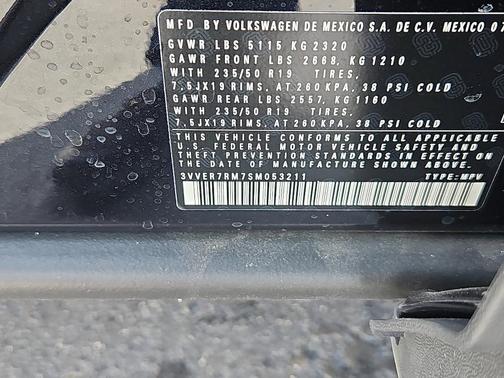 MFD BY VOLKSWAGEN DE MEXICO S.A. DE C.V. MEXICO 07
GVWR LBS 5115 KG 2320
GAWR FRONT LBS 2668, KG 1210
WITH 235/50 R19 TIRES,
7,5JX19 RIMS, AT 260 KPA, 38 PSI COLD
GAWR REAR LBS 2557, KG 1160
WITH 235/50 R19 TIRES,
7,5JX19 RIMS, AT 260 KPA, 38 PSI COLD
THIS VEHICLE CONFORMS TO ALL APPLICABLE
U.S. FEDERAL MOTOR VEHICLE SAFETY AND
THEFT PREVENTION STANDARDS IN EFFECT ON
THE DATE OF MANUFACTURE SHOWN ABOVE.
3VVER7RM7SM053211 TYPE: MPV